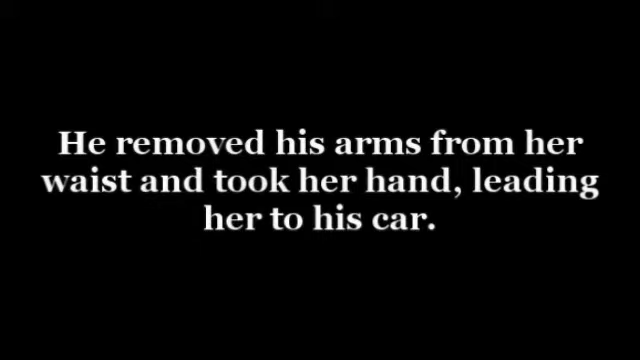 He removed his arms from her
waist and took her hand, leading
her to his car.